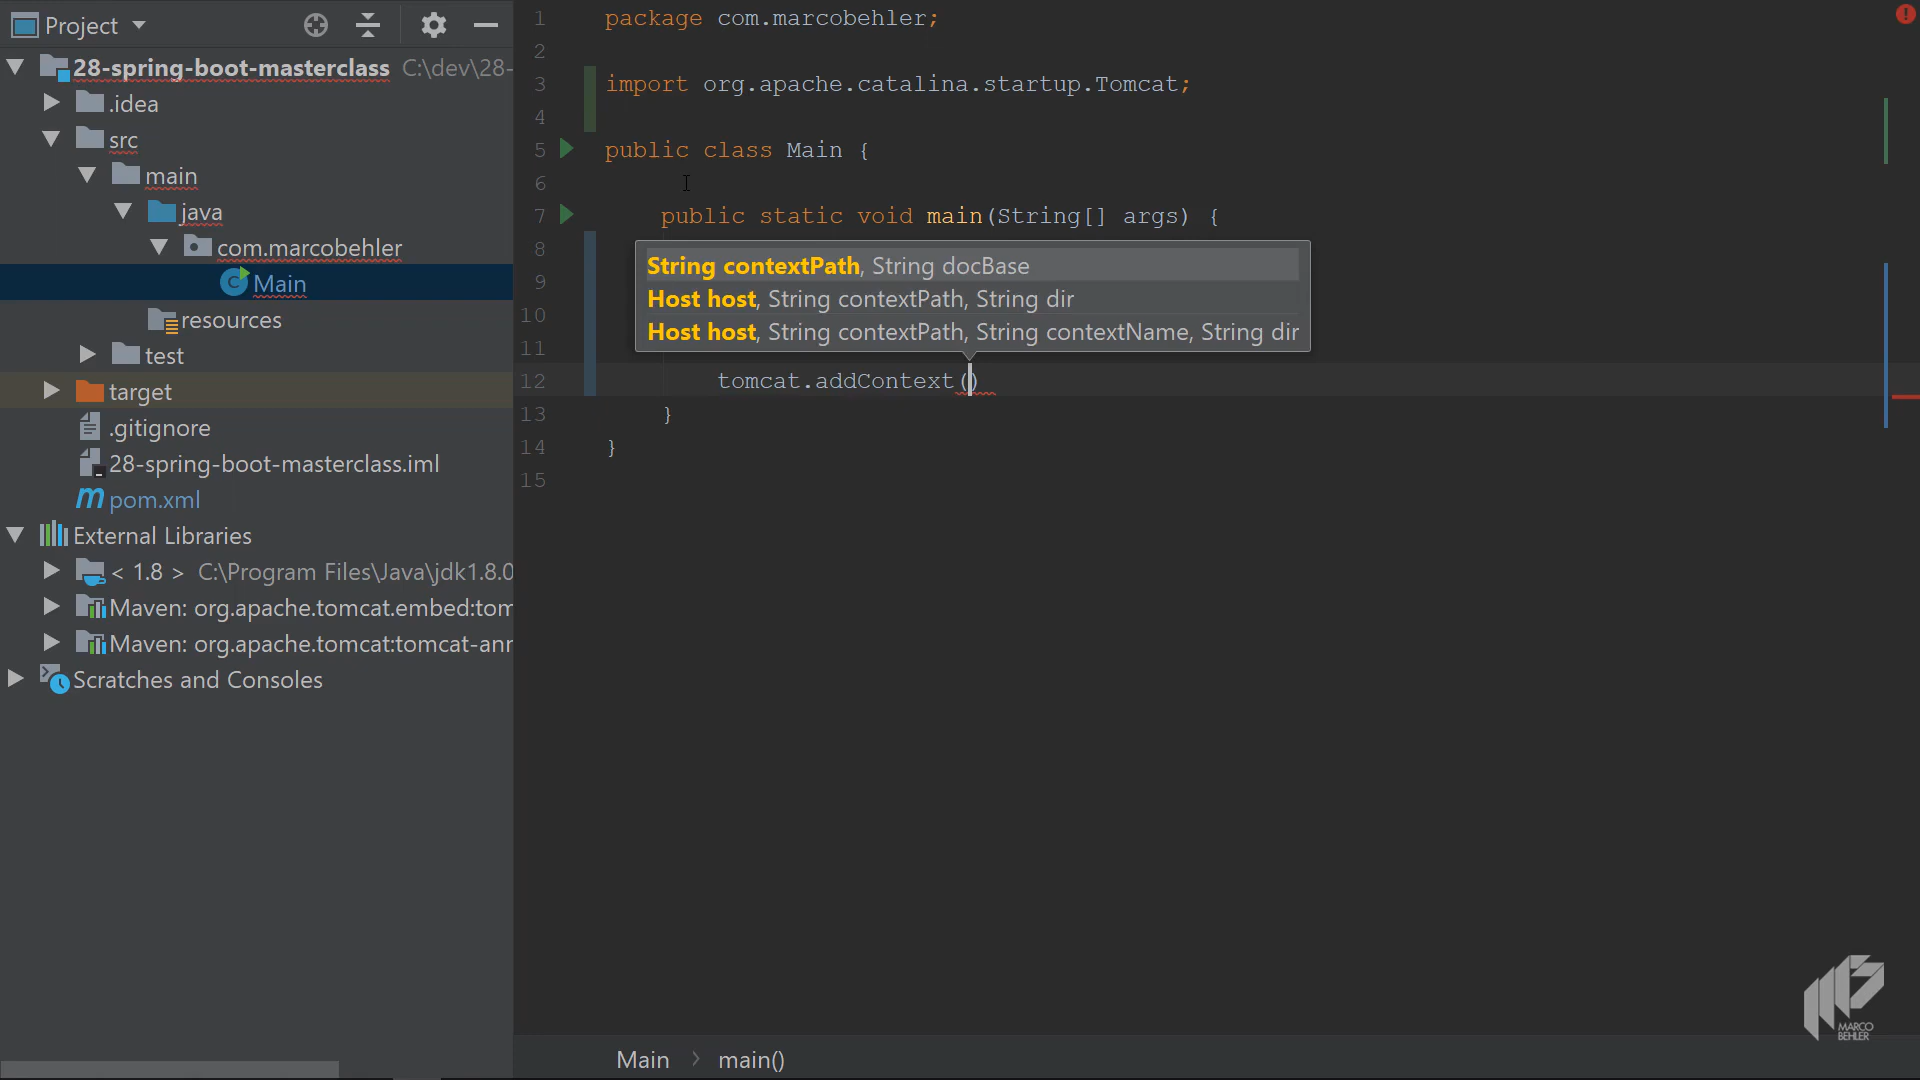 Project
28-spring-boot-masterclass C:\dev\28-
.idea
src
main
java
com.marcobehler
Main
resources
test
target
.gitignore
28-spring-boot-masterclass.iml
pom.xml
External Libraries
< 1.8 > C:\Program Files\Java\jdk1.8.0
Maven: org.apache.tomcat.embed:tom
Maven: org.apache.tomcat:tomcat-anr
Scratches and Consoles
1 package com.marcobehler;
2
3 import org.apache.catalina.startup.Tomcat;
4
5 public class Main {
6
7 public static void main(String[] args) {
8
String contextPath, String docBase
9
Host host, String contextPath, String dir
10
Host host, String contextPath, String contextName, String dir
11
12 tomcat.addContext()
13 }
14 }
15
Main > main()
MARCO
BEHLER